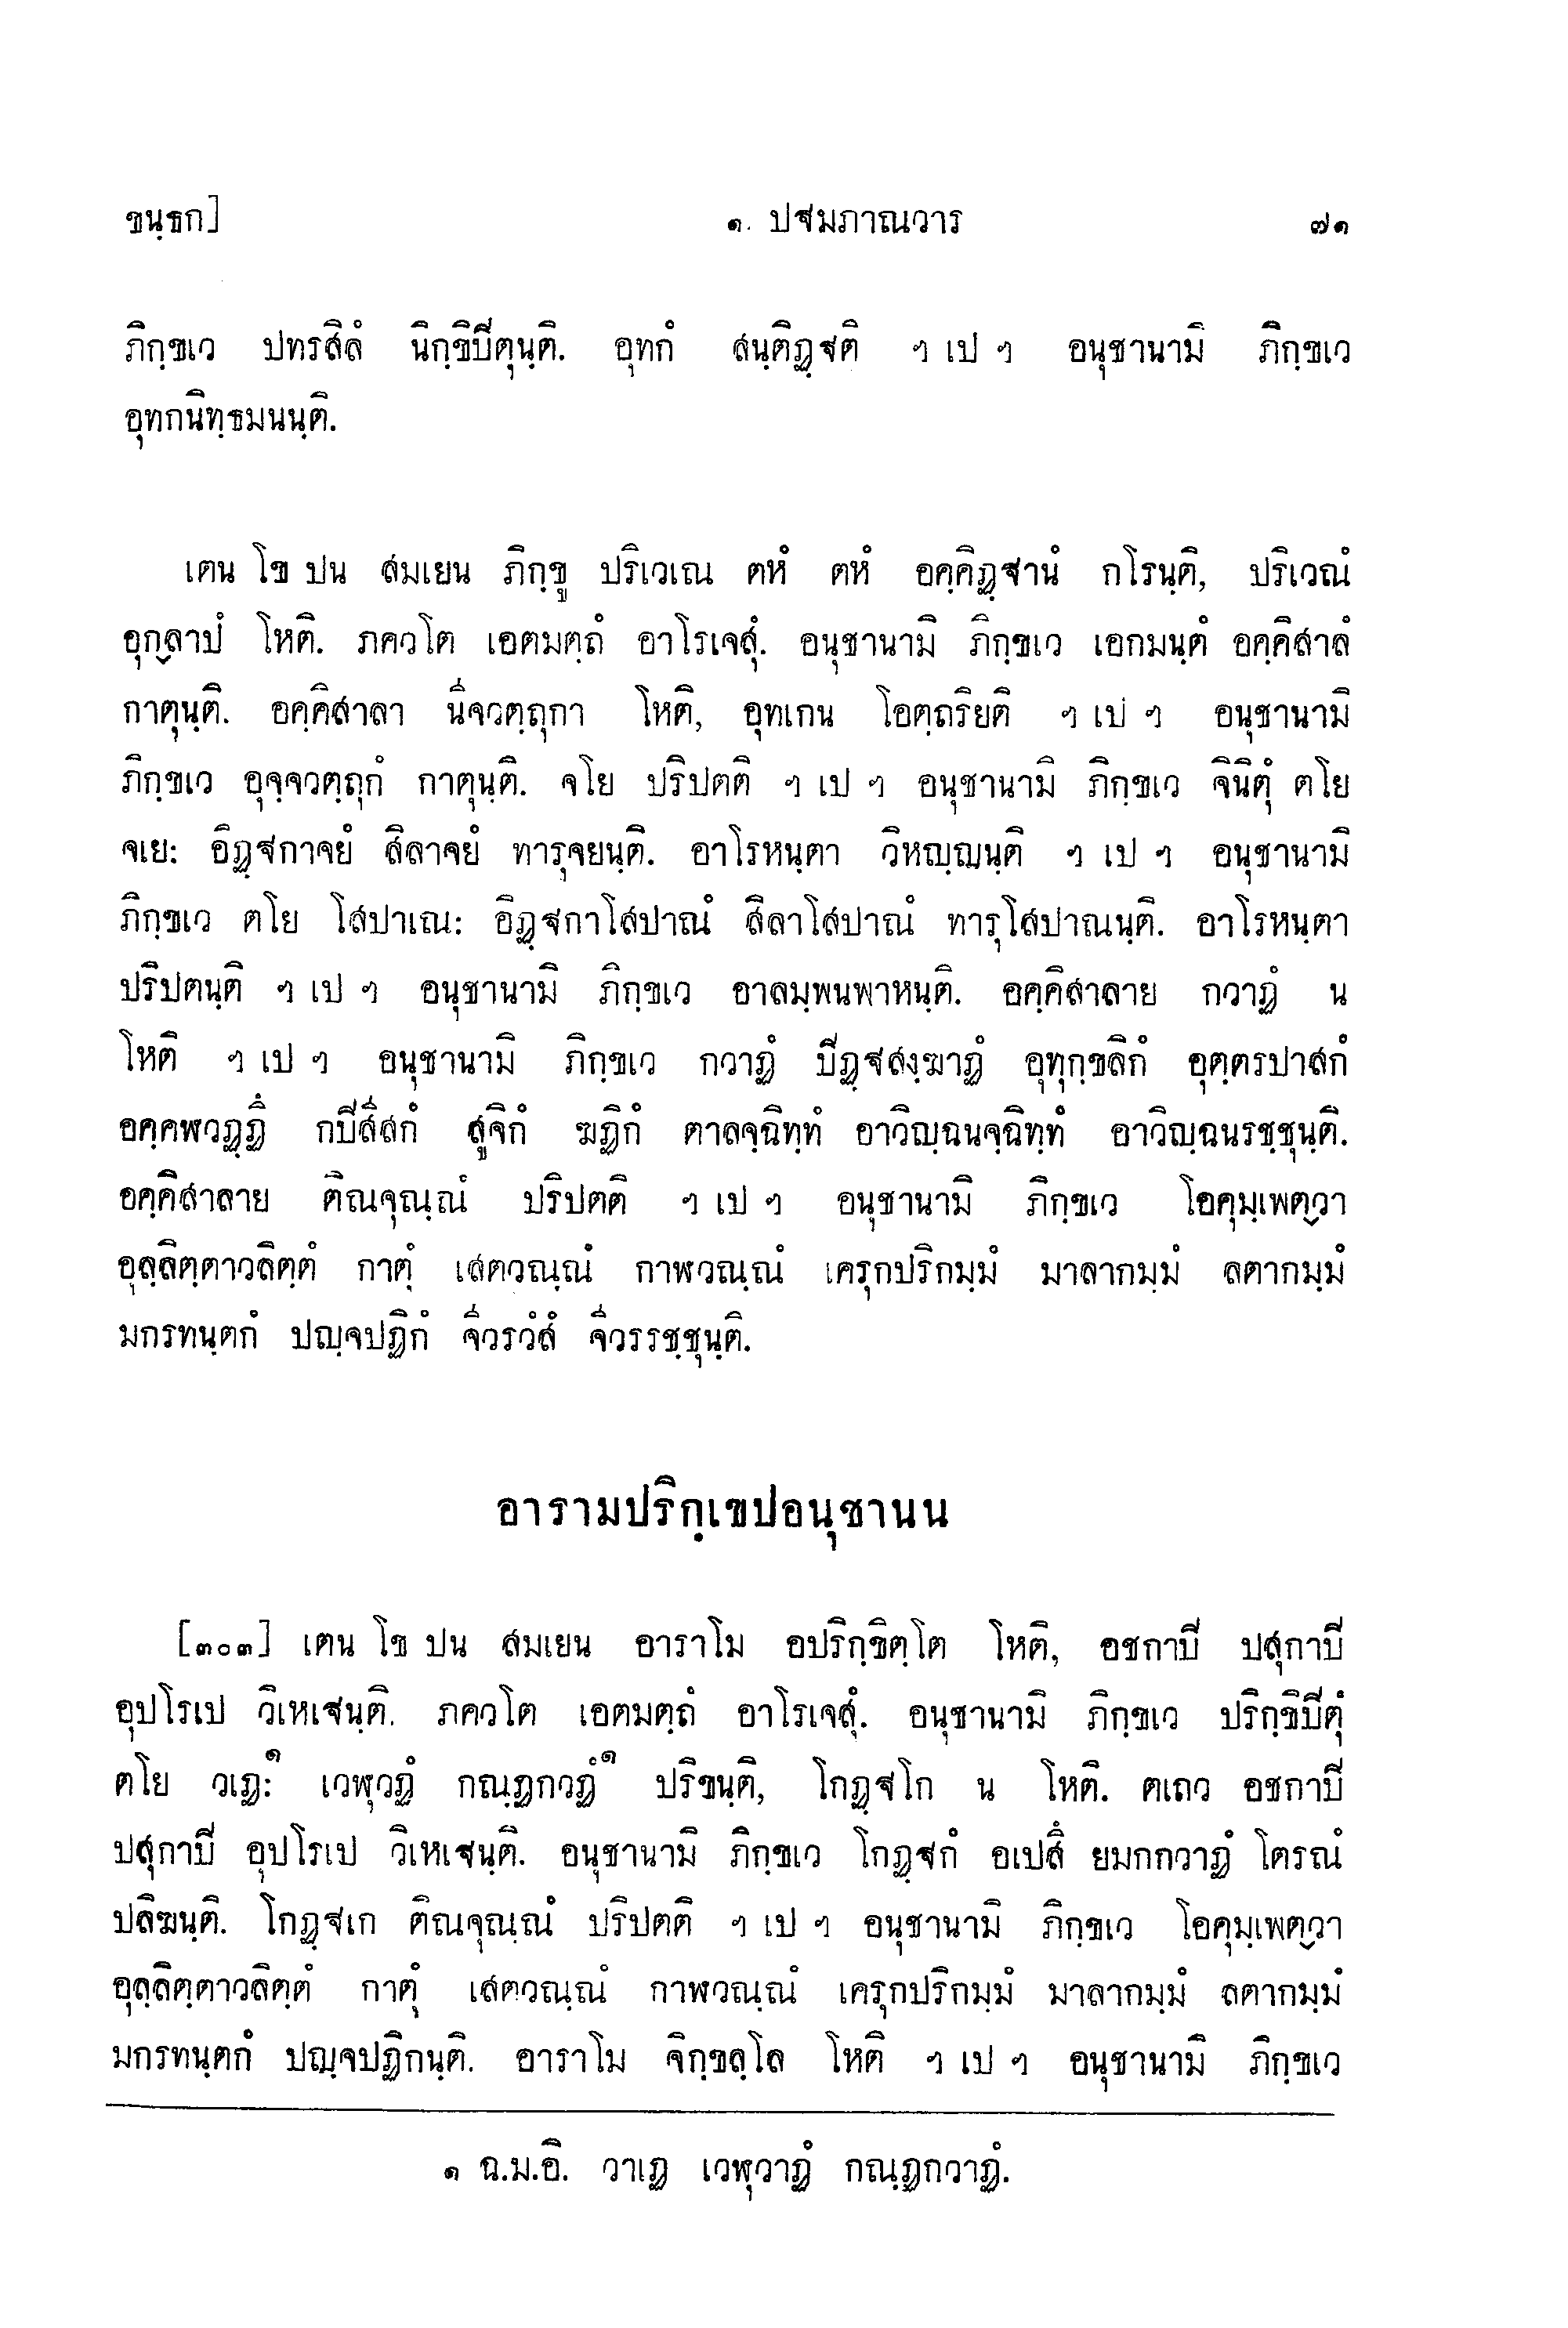 ขนฺธก]
๑. ปฐมภาณวาร
๗๑
ภิกฺขเว ปทรสิลํ นิกฺขิปิตุนฺติ. อุทกํ สนฺติฏฺฐติ ฯ เป ฯ อนุชานามิ ภิกฺขเว
อุทกนิทฺธมนนฺติ.
เตน โข ปน สมเยน ภิกฺขู ปริเวเณ ตหํ ตหํ อคฺคิฏฺฐานํ กโรนฺติ, ปริเวณํ
อุกฺลาปํ โหติ. ภควโต เอตมตฺถํ อาโรเจสุํ. อนุชานามิ ภิกฺขเว เอกมนฺตํ อคฺคิสาลํ
กาตุนฺติ. อคฺคิสาลา นีจวตฺถุกา โหติ, อุทเกน โอตฺถริยติ ฯ เป ฯ อนุชานามิ
ภิกฺขเว อุจฺจวตฺถุกํ กาตุนฺติ. จโย ปริปตติ ฯ เป ฯ อนุชานามิ ภิกฺขเว จินิตุํ ตโย
จเย: อิฏฺฐกาจยํ สิลาจยํ ทารุจยนฺติ. อาโรหนฺตา วิหญฺญนฺติ ฯ เป ฯ อนุชานามิ
ภิกฺขเว ตโย โสปาเณ: อิฏฺฐกาโสปาณํ สิลาโสปาณํ ทารุโสปาณนฺติ. อาโรหนฺตา
ปริปตนฺติ ฯ เป ฯ อนุชานามิ ภิกฺขเว อาลมฺพนพาหนฺติ. อคฺคิสาลาย กวาฏํ น
โหติ ฯ เป ฯ อนุชานามิ ภิกฺขเว กวาฏํ ปีฏฺฐสงฺฆาฏํ อุทุกฺขลิกํ อุตฺตรปาสกํ
อคฺคฬวฏฺฏึ กปีสีสกํ สูจิกํ ฆฏิกํ ตาลจฺฉิทฺทํ อาวิญฺฉนจฺฉิทฺทํ อาวิญฺฉนรชฺชุนฺติ.
อคฺคิสาลาย ติณจุณฺณํ ปริปตติ ฯ เป ฯ อนุชานามิ ภิกฺขเว โอคุมฺเพตฺวา
อุลฺลิตฺตาวลิตฺตํ กาตุํ เสตวณฺณํ กาฬวณฺณํ เครุกปริกมฺมํ มาลากมฺมํ ลตากมฺมํ
มกรทนฺตกํ ปญฺจปฏิกํ จีวรวํสํ จีวรรชฺชุนฺติ.
อารามปริกฺเขปอนุชานน
[๓๐๓] เตน โข ปน สมเยน อาราโม อปริกฺขิตฺโต โหติ, อชกาปี ปสุกาปี
อุปโรเป วิเหเฐนฺติ. ภควโต เอตมตฺถํ อาโรเจสุํ. อนุชานามิ ภิกฺขเว ปริกฺขิปิตุํ
ตโย วเฏ:๑ เวฬุวฏํ กณฺฏกวฏํ๑ ปริขนฺติ, โกฏฺฐโก น โหติ. ตเถว อชกาปี
ปสุกาปี อุปโรเป วิเหเฐนฺติ. อนุชานามิ ภิกฺขเว โกฏฺฐกํ อเปสึ ยมกกวาฏํ โตรณํ
ปลิฆนฺติ. โกฏฺฐเก ติณจุณฺณํ ปริปตติ ฯ เป ฯ อนุชานามิ ภิกฺขเว โอคุมฺเพตฺวา
อุลฺลิตฺตาวลิตฺตํ กาตุํ เสตวณฺณํ กาฬวณฺณํ เครุกปริกมฺมํ มาลากมฺมํ ลตากมฺมํ
มกรทนฺตกํ ปญฺจปฏิกนฺติ. อาราโม จิกฺขลฺโล โหติ ฯ เป ฯ อนุชานามิ ภิกฺขเว
๑ ฉ.ม.อิ. วาเฏ เวฬุวาฏํ กณฺฏกวาฏํ.